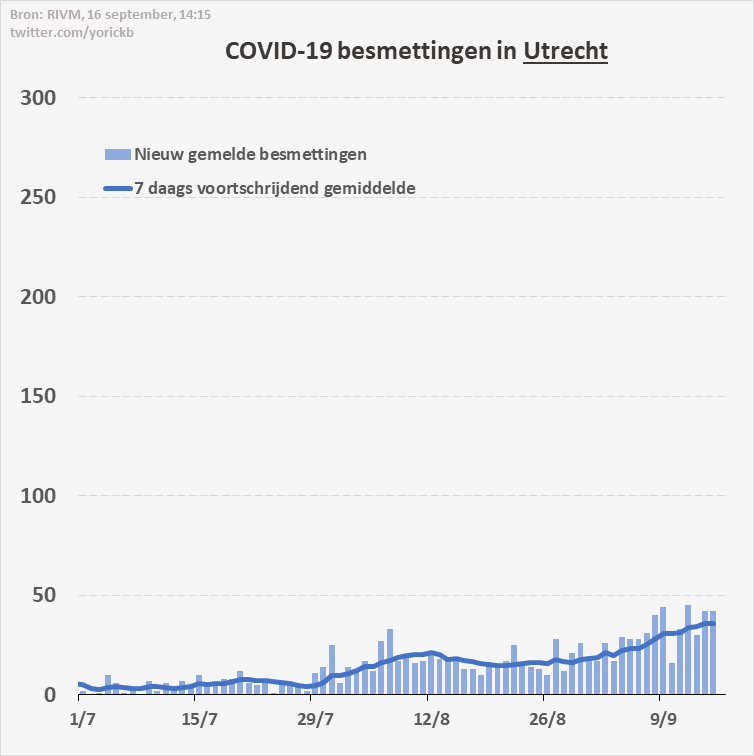 Bron: RIVM, 16 september, 14:15
twitter.com/yorickb
COVID-19 besmettingen in Utrecht
300
Nieuw gemelde besmettingen
7 daags voortschrijdend gemiddelde
250
200
150
100
50
0
1/7 15/7 29/7 12/8 26/8 9/9